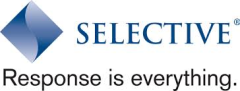 SELECTIVE®
Response is everything.